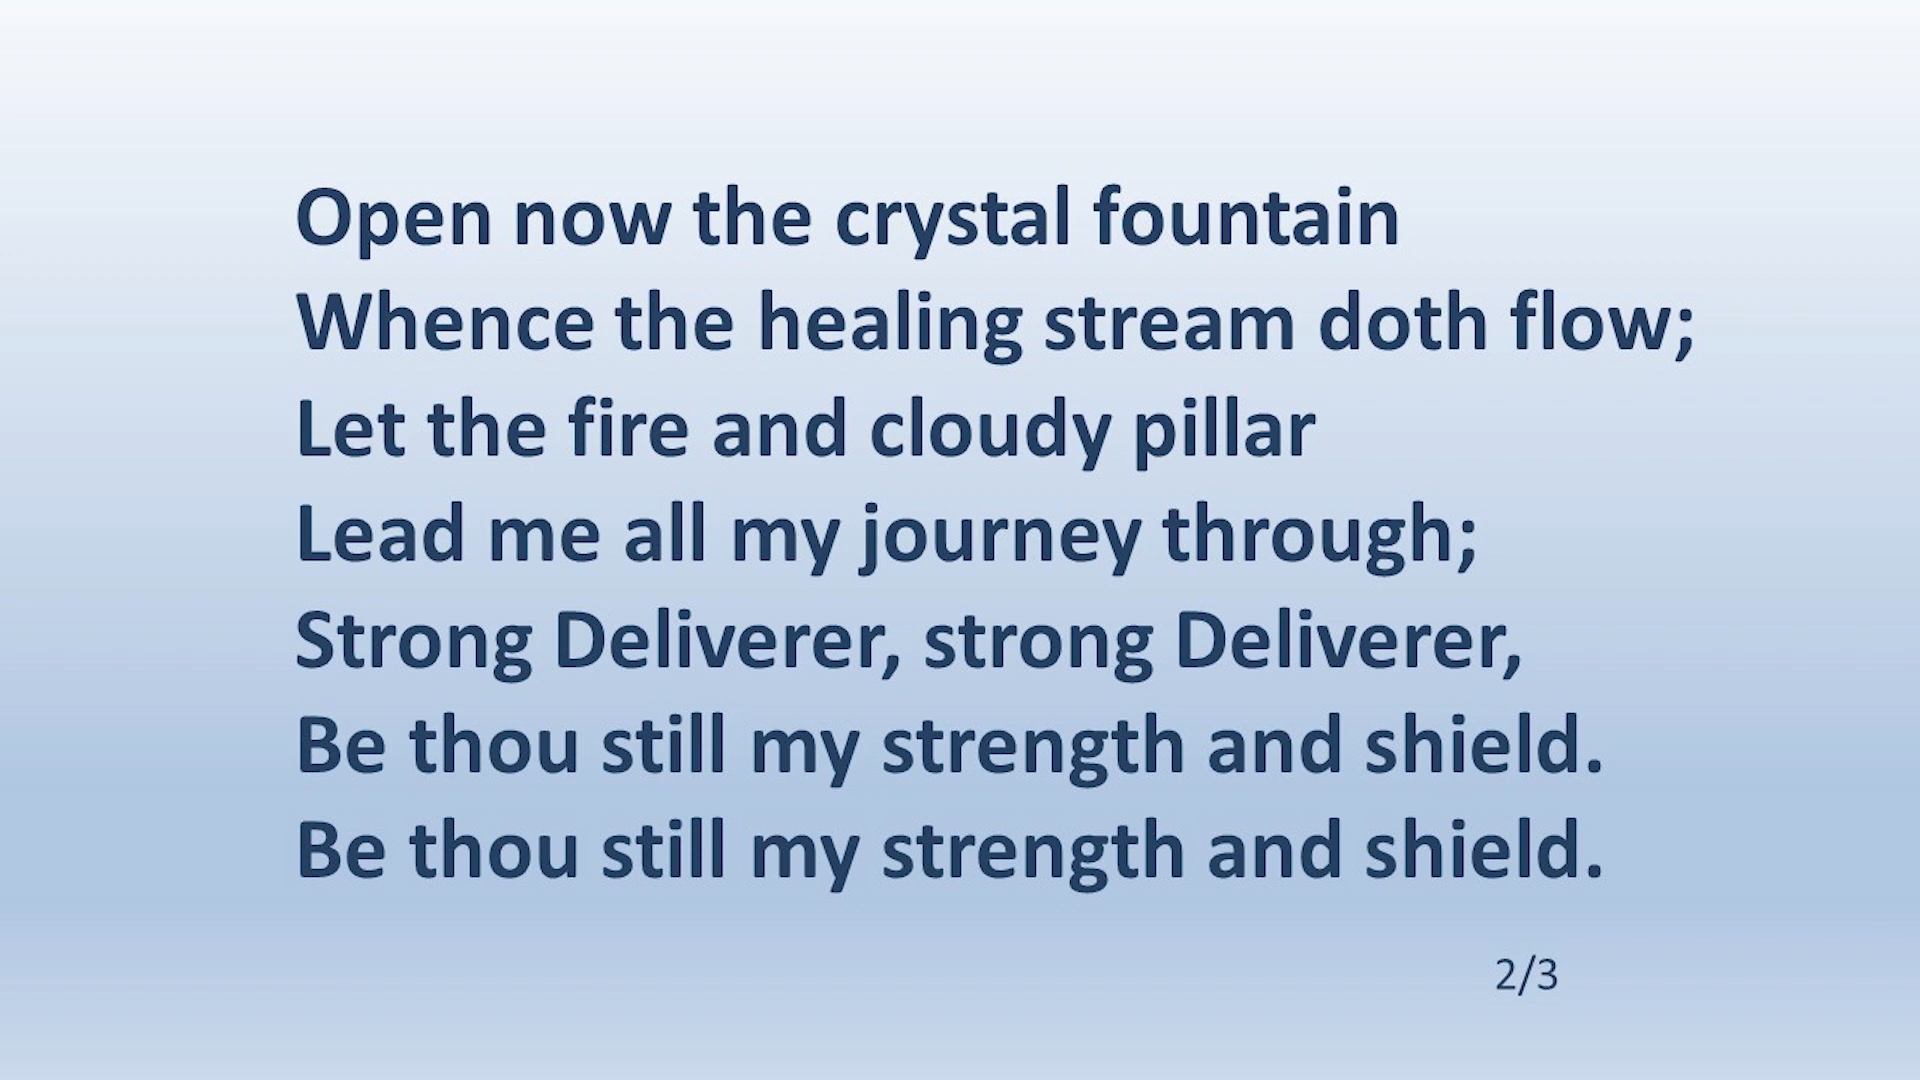 Open now the crystal fountain
Whence the healing stream doth flow;
Let the fire and cloudy pillar
Lead me all my journey through;
Strong Deliverer, strong Deliverer,
Be thou still my strength and shield.
Be thou still my strength and shield.
2/3